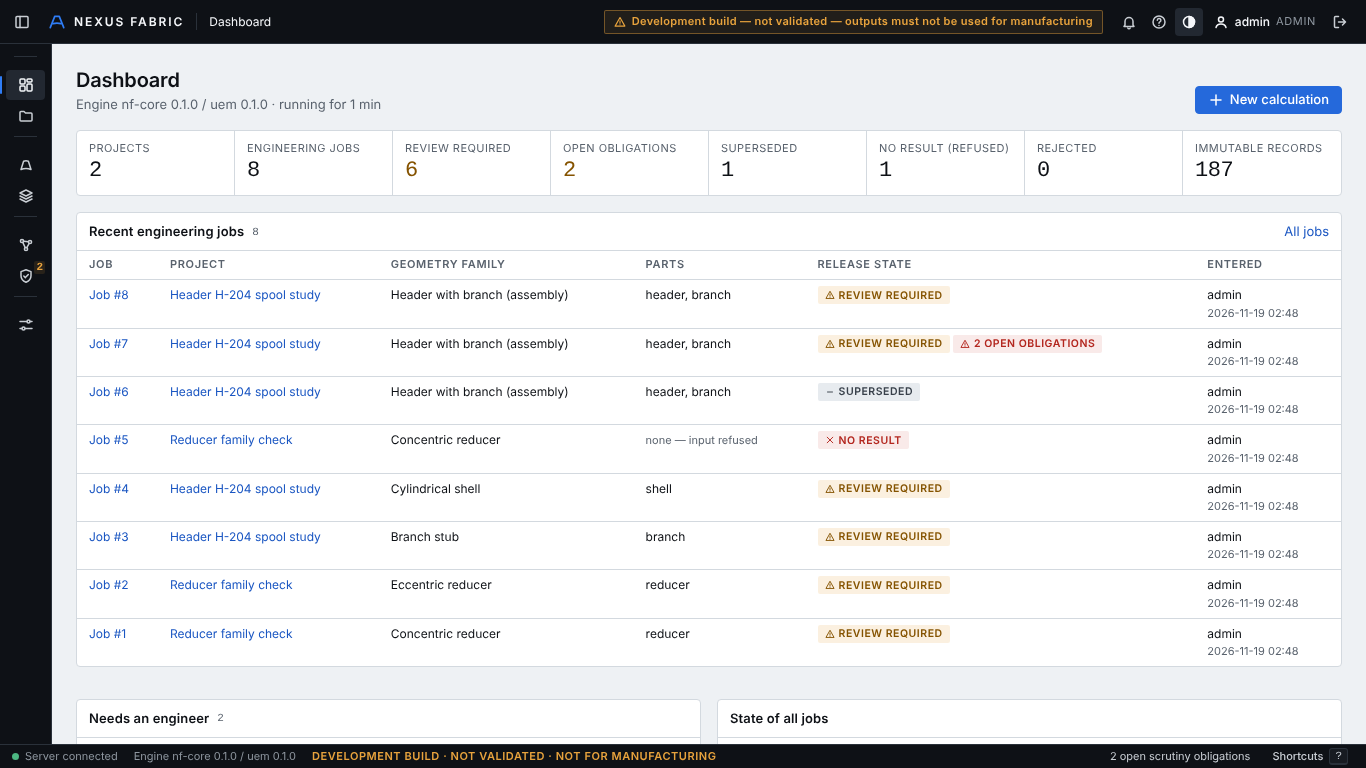 NEXUS FABRIC Dashboard Development build — not validated — outputs must not be used for manufacturing admin ADMIN
Dashboard
Engine nf-core 0.1.0 / uem 0.1.0 · running for 1 min
New calculation
PROJECTS ENGINEERING JOBS REVIEW REQUIRED OPEN OBLIGATIONS SUPERSEDED NO RESULT (REFUSED) REJECTED IMMUTABLE RECORDS
2 8 6 2 1 1 0 187
2
Recent engineering jobs 8 All jobs
JOB PROJECT GEOMETRY FAMILY PARTS RELEASE STATE ENTERED
Job #8 Header H-204 spool study Header with branch (assembly) header, branch REVIEW REQUIRED admin
2026-11-19 02:48
Job #7 Header H-204 spool study Header with branch (assembly) header, branch REVIEW REQUIRED 2 OPEN OBLIGATIONS admin
2026-11-19 02:48
Job #6 Header H-204 spool study Header with branch (assembly) header, branch SUPERSEDED admin
2026-11-19 02:48
Job #5 Reducer family check Concentric reducer none — input refused NO RESULT admin
2026-11-19 02:48
Job #4 Header H-204 spool study Cylindrical shell shell REVIEW REQUIRED admin
2026-11-19 02:48
Job #3 Header H-204 spool study Branch stub branch REVIEW REQUIRED admin
2026-11-19 02:48
Job #2 Reducer family check Eccentric reducer reducer REVIEW REQUIRED admin
2026-11-19 02:48
Job #1 Reducer family check Concentric reducer reducer REVIEW REQUIRED admin
2026-11-19 02:48
Needs an engineer 2 State of all jobs
Server connected Engine nf-core 0.1.0 / uem 0.1.0 DEVELOPMENT BUILD · NOT VALIDATED · NOT FOR MANUFACTURING 2 open scrutiny obligations Shortcuts ?